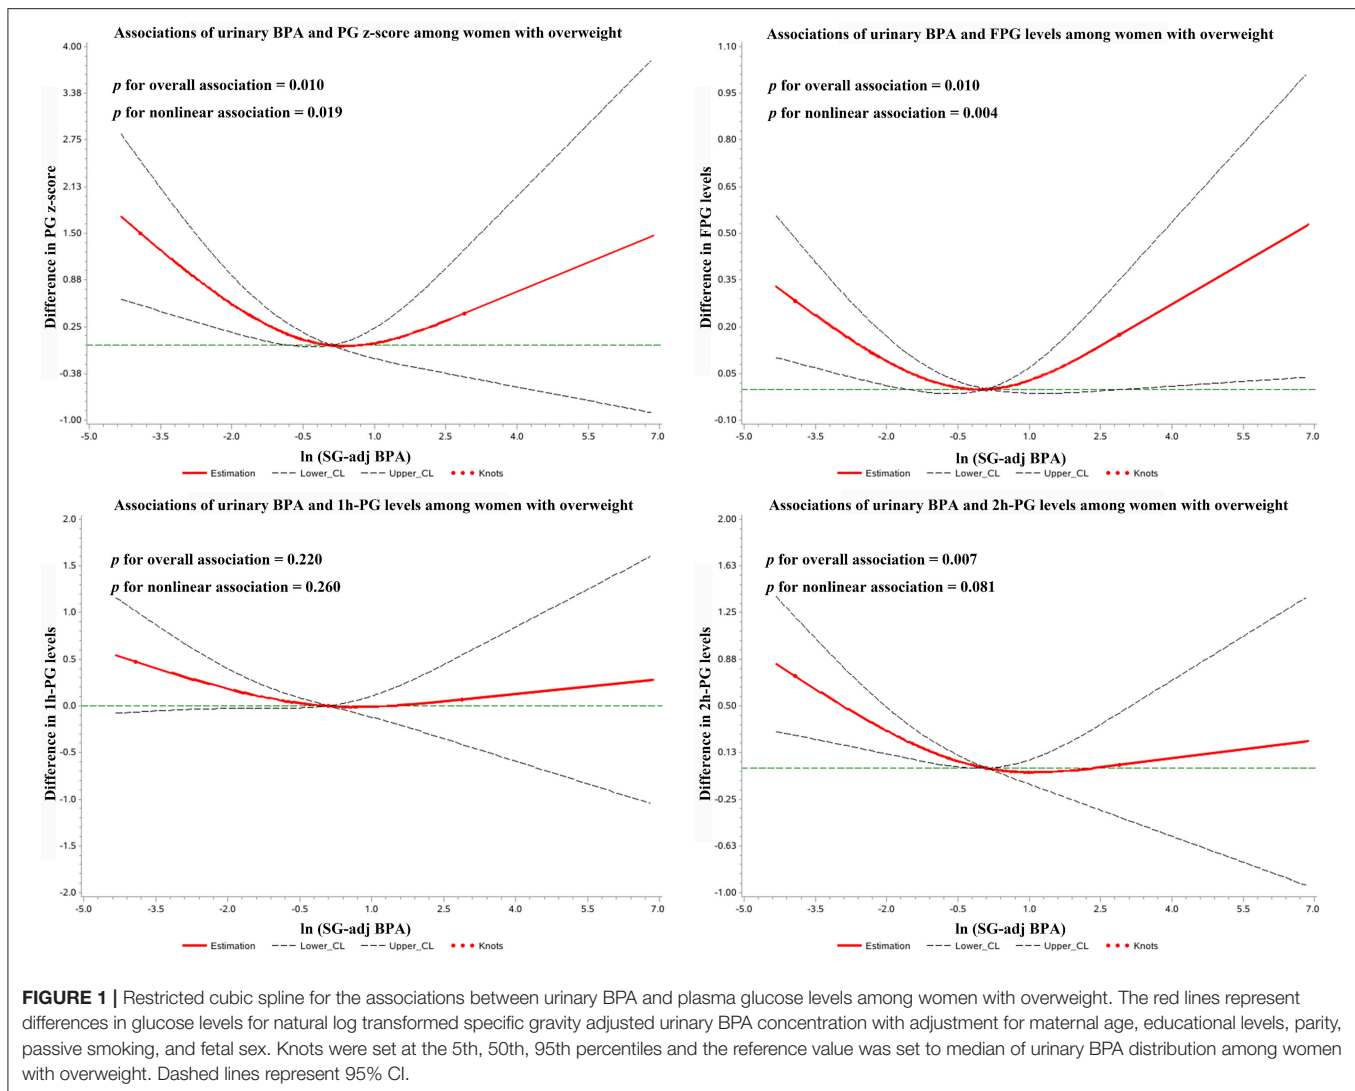 Associations of urinary BPA and PG z-score among women with overweight
p for overall association = 0.010
p for nonlinear association = 0.019
Difference in PG z-score
4.00
3.38
2.75
2.13
1.50
0.88
0.25
-0.38
-1.00
-5.0 -3.5 -2.0 -0.5 1.0 2.5 4.0 5.5 7.0
ln (SG-adj BPA)
Estimation Lower_CL Upper_CL Knots
Associations of urinary BPA and FPG levels among women with overweight
p for overall association = 0.010
p for nonlinear association = 0.004
Difference in FPG levels
1.10
0.95
0.80
0.65
0.50
0.35
0.20
0.05
-0.10
-5.0 -3.5 -2.0 -0.5 1.0 2.5 4.0 5.5 7.0
ln (SG-adj BPA)
Estimation Lower_CL Upper_CL Knots
Associations of urinary BPA and 1h-PG levels among women with overweight
p for overall association = 0.220
p for nonlinear association = 0.260
Difference in 1h-PG levels
2.0
1.5
1.0
0.5
0.0
-0.5
-1.0
-1.5
-2.0
-5.0 -3.5 -2.0 -0.5 1.0 2.5 4.0 5.5 7.0
ln (SG-adj BPA)
Estimation Lower_CL Upper_CL Knots
Associations of urinary BPA and 2h-PG levels among women with overweight
p for overall association = 0.007
p for nonlinear association = 0.081
Difference in 2h-PG levels
2.00
1.63
1.25
0.88
0.50
0.13
-0.25
-0.63
-1.00
-5.0 -3.5 -2.0 -0.5 1.0 2.5 4.0 5.5 7.0
ln (SG-adj BPA)
Estimation Lower_CL Upper_CL Knots
FIGURE 1 | Restricted cubic spline for the associations between urinary BPA and plasma glucose levels among women with overweight. The red lines represent
differences in glucose levels for natural log transformed specific gravity adjusted urinary BPA concentration with adjustment for maternal age, educational levels, parity,
passive smoking, and fetal sex. Knots were set at the 5th, 50th, 95th percentiles and the reference value was set to median of urinary BPA distribution among women
with overweight. Dashed lines represent 95% CI.